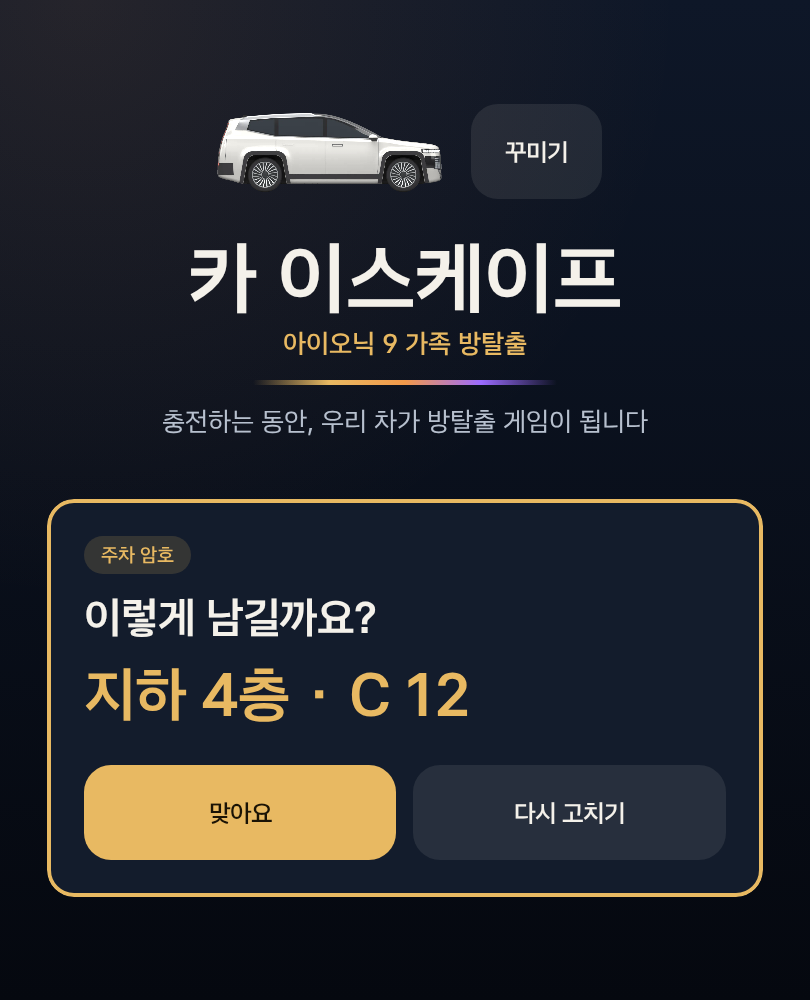 꾸미기
카 이스케이프
아이오닉 9 가족 방탈출
충전하는 동안, 우리 차가 방탈출 게임이 됩니다
주차 암호
이렇게 남길까요?
지하 4층 · C 12
맞아요
다시 고치기